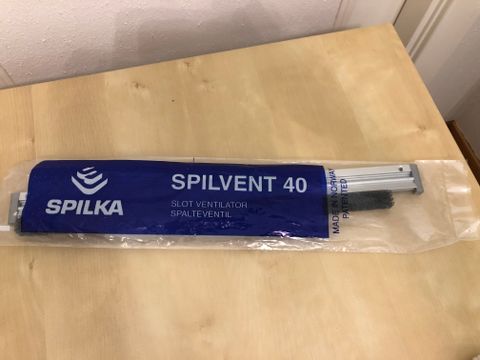 SPILKA
SPILVENT 40
SLOT VENTILATOR
SPALTEVENTIL
MADE IN NORWAY
PATENTED